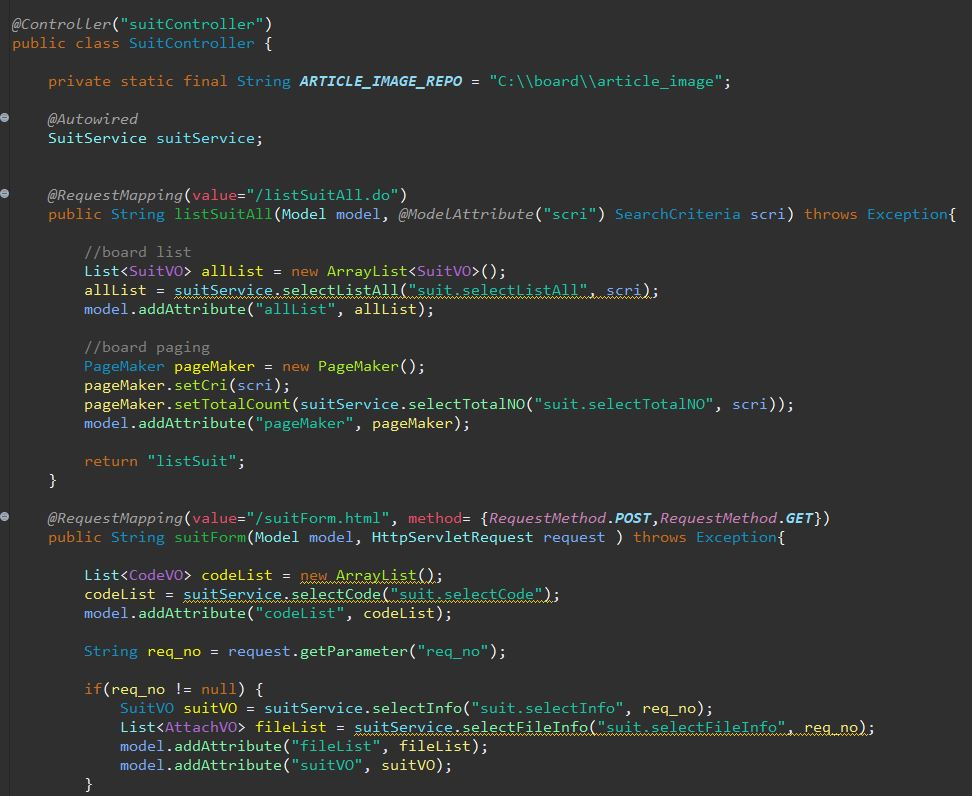 @Controller("suitController")
public class SuitController {
private static final String ARTICLE_IMAGE_REPO = "C:\\board\\article_image";
@Autowired
SuitService suitService;
@RequestMapping(value="/listSuitAll.do")
public String listSuitAll(Model model, @ModelAttribute("scri") SearchCriteria scri) throws Exception{
//board list
List<SuitVO> allList = new ArrayList<SuitVO>();
allList = suitService.selectListAll("suit.selectListAll", scri);
model.addAttribute("allList", allList);
//board paging
PageMaker pageMaker = new PageMaker();
pageMaker.setCri(scri);
pageMaker.setTotalCount(suitService.selectTotalNO("suit.selectTotalNO", scri));
model.addAttribute("pageMaker", pageMaker);
return "listSuit";
}
@RequestMapping(value="/suitForm.html", method= {RequestMethod.POST,RequestMethod.GET})
public String suitForm(Model model, HttpServletRequest request ) throws Exception{
List<CodeVO> codeList = new ArrayList();
codeList = suitService.selectCode("suit.selectCode");
model.addAttribute("codeList", codeList);
String req_no = request.getParameter("req_no");
if(req_no != null) {
SuitVO suitVO = suitService.selectInfo("suit.selectInfo", req_no);
List<AttachVO> fileList = suitService.selectFileInfo("suit.selectFileInfo", req_no);
model.addAttribute("fileList", fileList);
model.addAttribute("suitVO", suitVO);
}